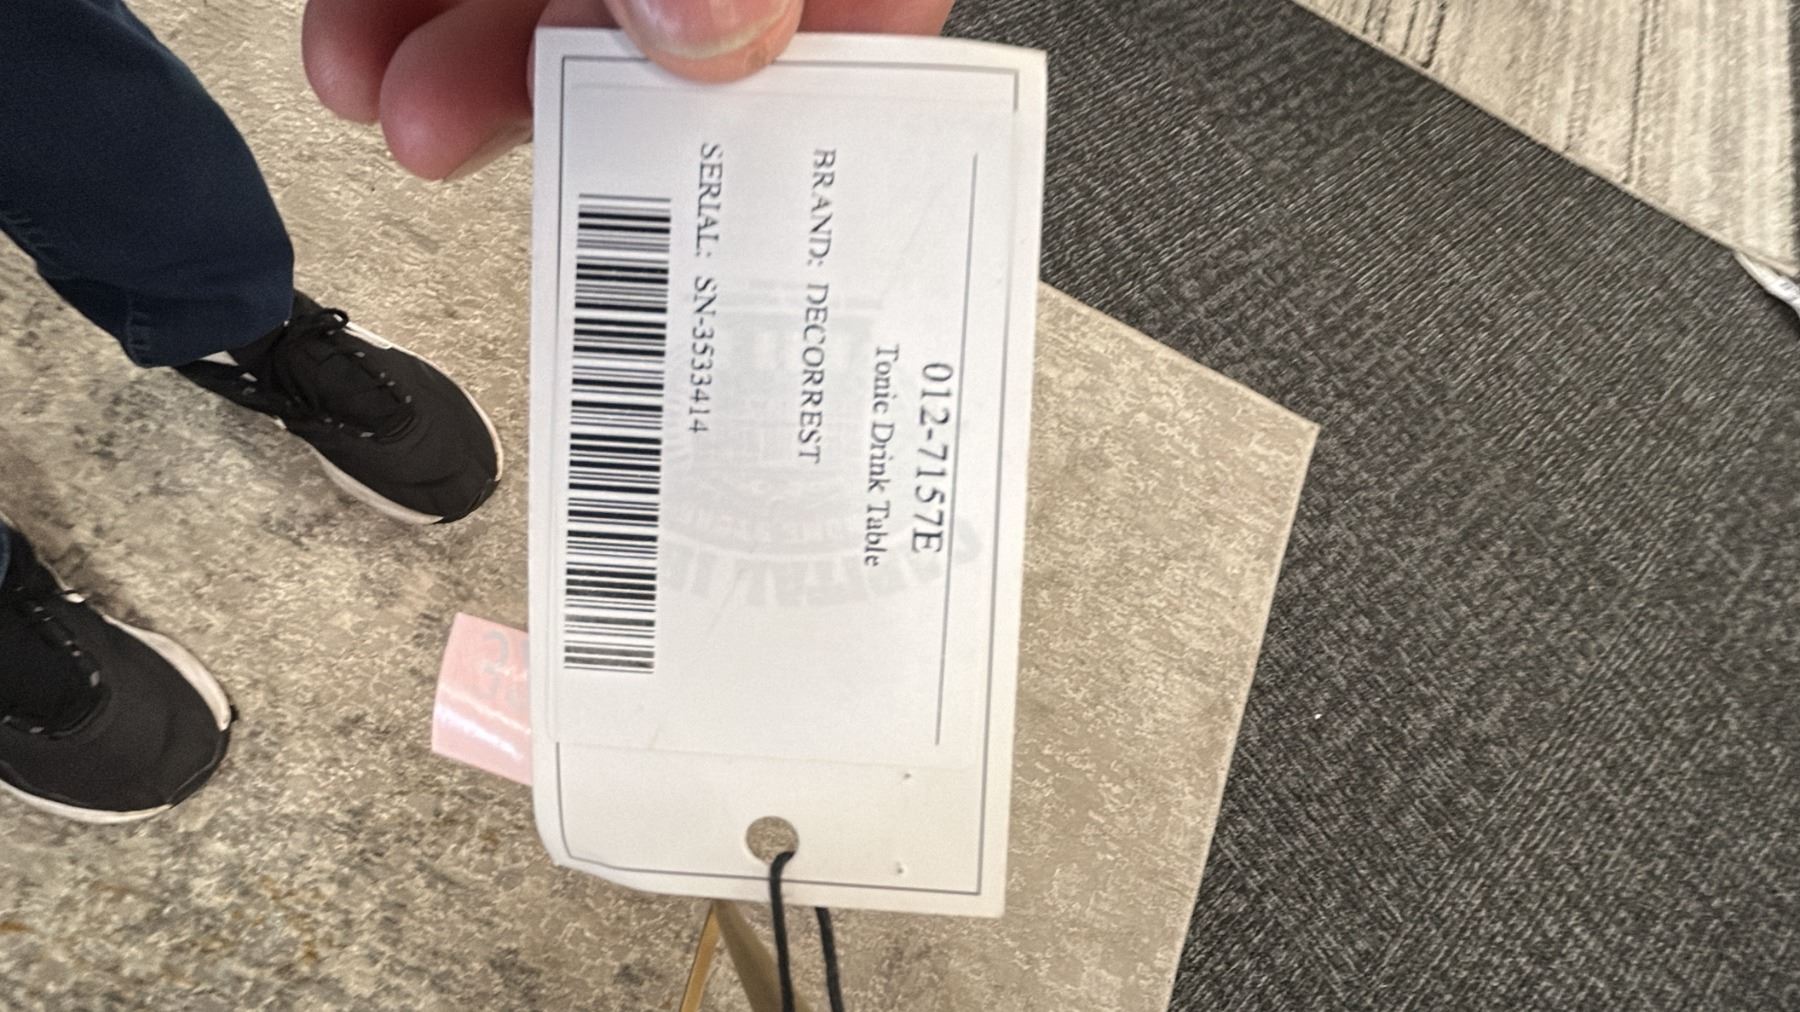 012-7157E
Tonic Drink Table
BRAND: DECORREST
SERIAL: SN-3533414